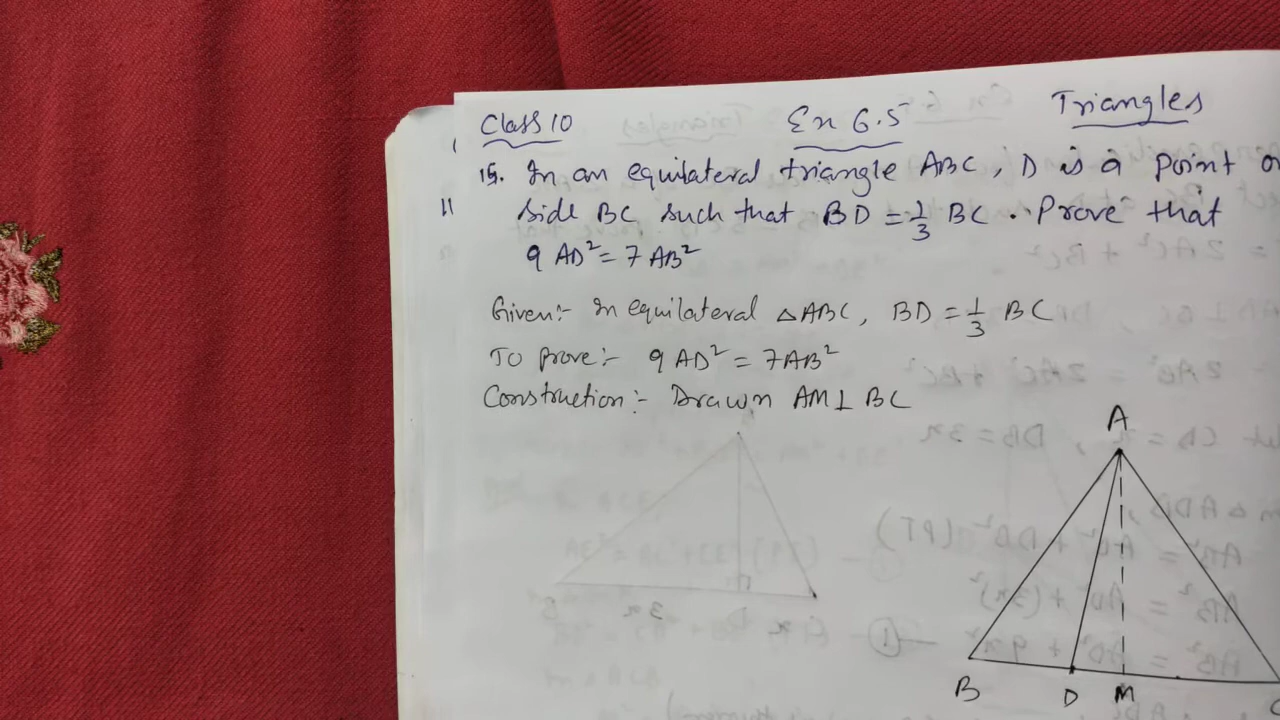 Class 10 Ex 6.5 Triangles
15. In an equilateral triangle ABC, D is a point
side BC such that BD = 1/3 BC. Prove that
9 AD² = 7 AB²
Given:- In equilateral △ABC, BD = 1/3 BC
To prove:- 9 AD² = 7AB²
Construction:- Drawn AM ⊥ BC
A
B D M C